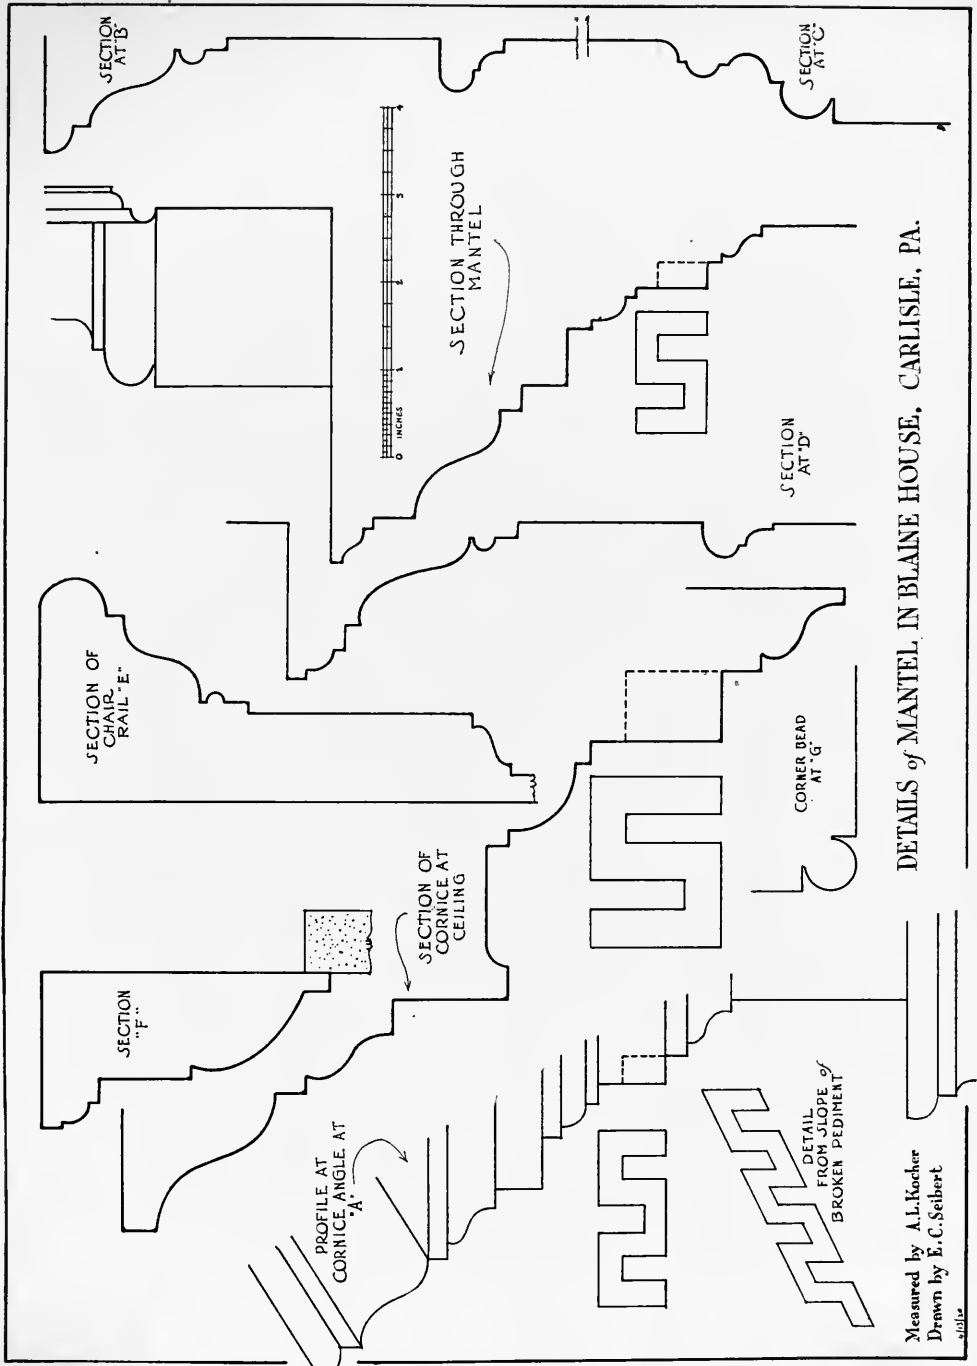 SECTION
"F"
SECTION OF
CHAIR
RAIL "E"
SECTION
AT "B"
PROFILE AT
CORNICE ANGLE AT
"A"
SECTION OF
CORNICE AT
CEILING
0 1 2 3 4
INCHES
SECTION THROUGH
MANTEL
SECTION
AT "C"
DETAIL
FROM SLOPE of
BROKEN PEDIMENT
CORNER BEAD
AT "G"
SECTION
AT "D"
Measured by A.L.Kocher
Drawn by E.C.Seibert
DETAILS of MANTEL IN BLAINE HOUSE, CARLISLE, PA.